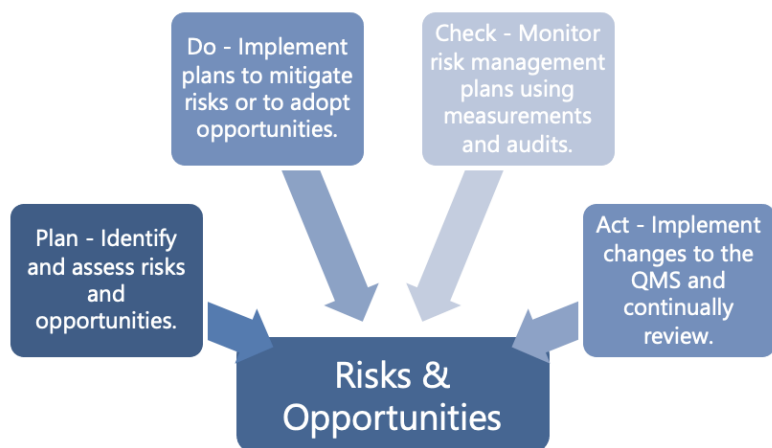 Do - Implement
plans to mitigate
risks or to adopt
opportunities.
Check - Monitor
risk management
plans using
measurements
and audits.
Plan - Identify
and assess risks
and
opportunities.
Act - Implement
changes to the
QMS and
continually
review.
Risks &
Opportunities